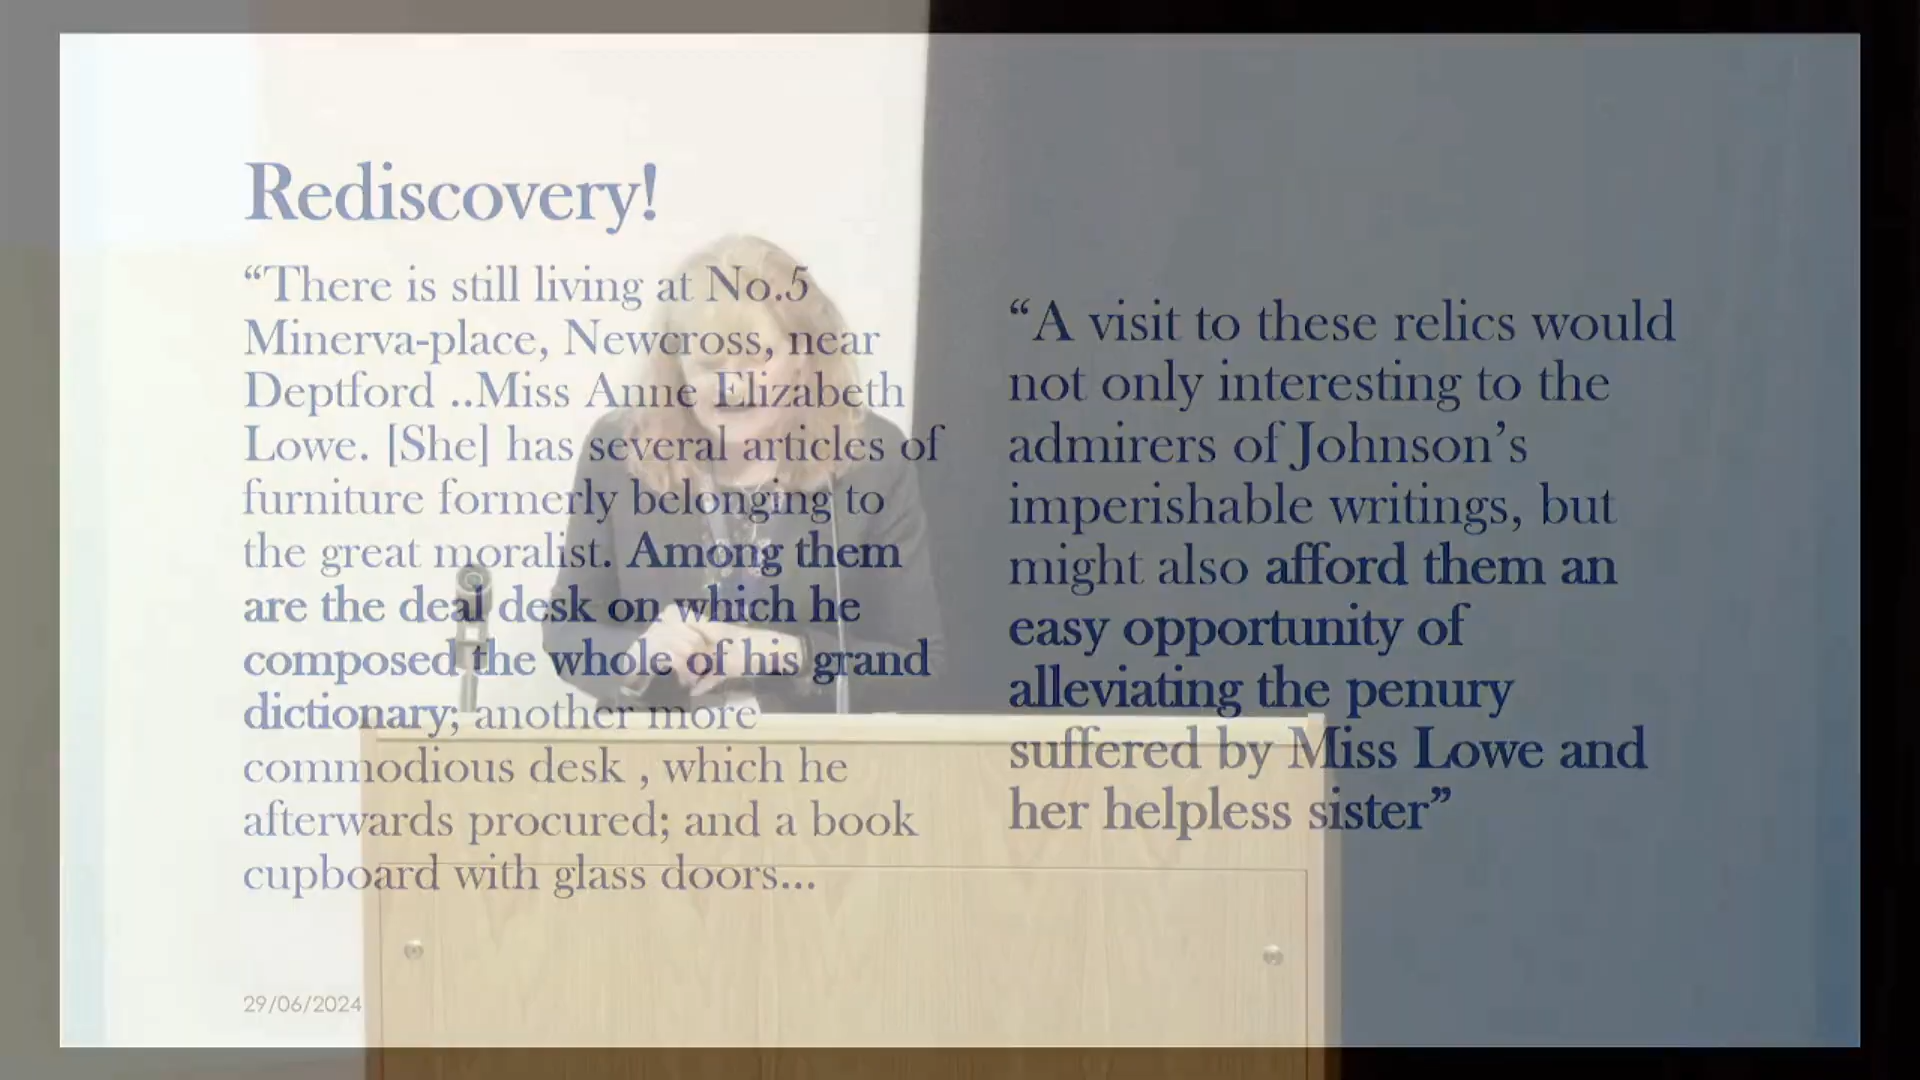 Rediscovery!
“There is still living at No.5
Minerva-place, Newcross, near
Deptford ..Miss Anne Elizabeth
Lowe. [She] has several articles of
furniture formerly belonging to
the great moralist. Among them
are the deal desk on which he
composed the whole of his grand
dictionary; another more
commodious desk , which he
afterwards procured; and a book
cupboard with glass doors...
“A visit to these relics would
not only interesting to the
admirers of Johnson’s
imperishable writings, but
might also afford them an
easy opportunity of
alleviating the penury
suffered by Miss Lowe and
her helpless sister”
29/06/2024